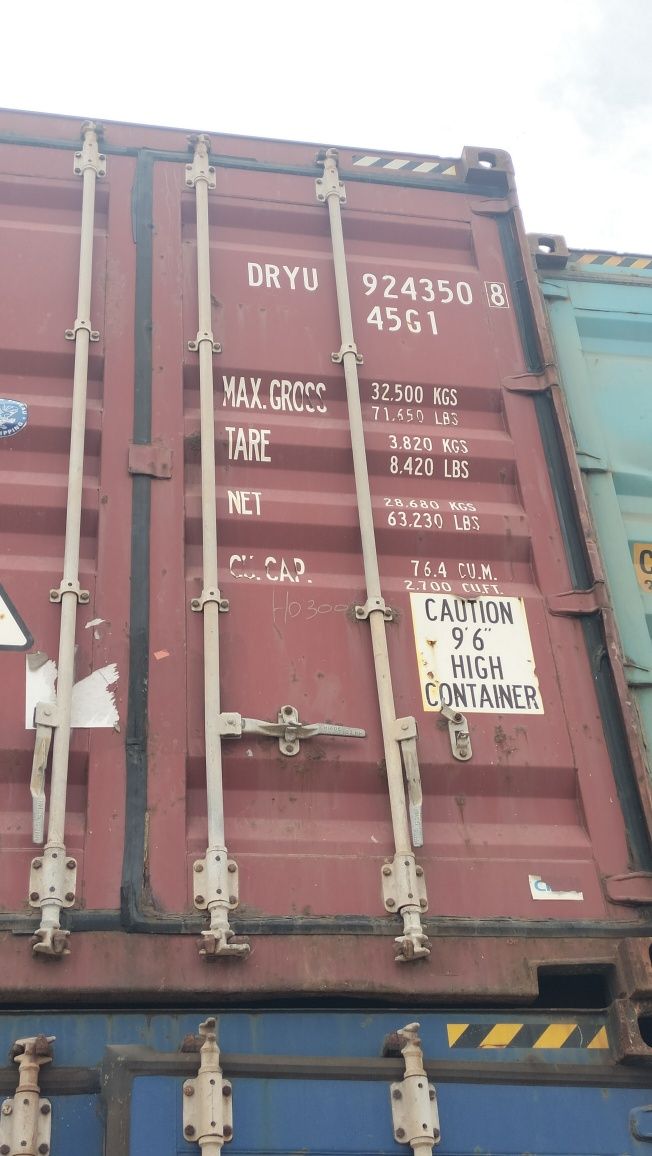 DRYU 924350 8
45G1
MAX. GROSS 32.500 KGS
71.650 LBS
TARE 3.820 KGS
8.420 LBS
NET 28.680 KGS
63.230 LBS
CU. CAP. 76.4 CU.M.
2.700 CU.FT.
H0300
CAUTION
9'6"
HIGH
CONTAINER